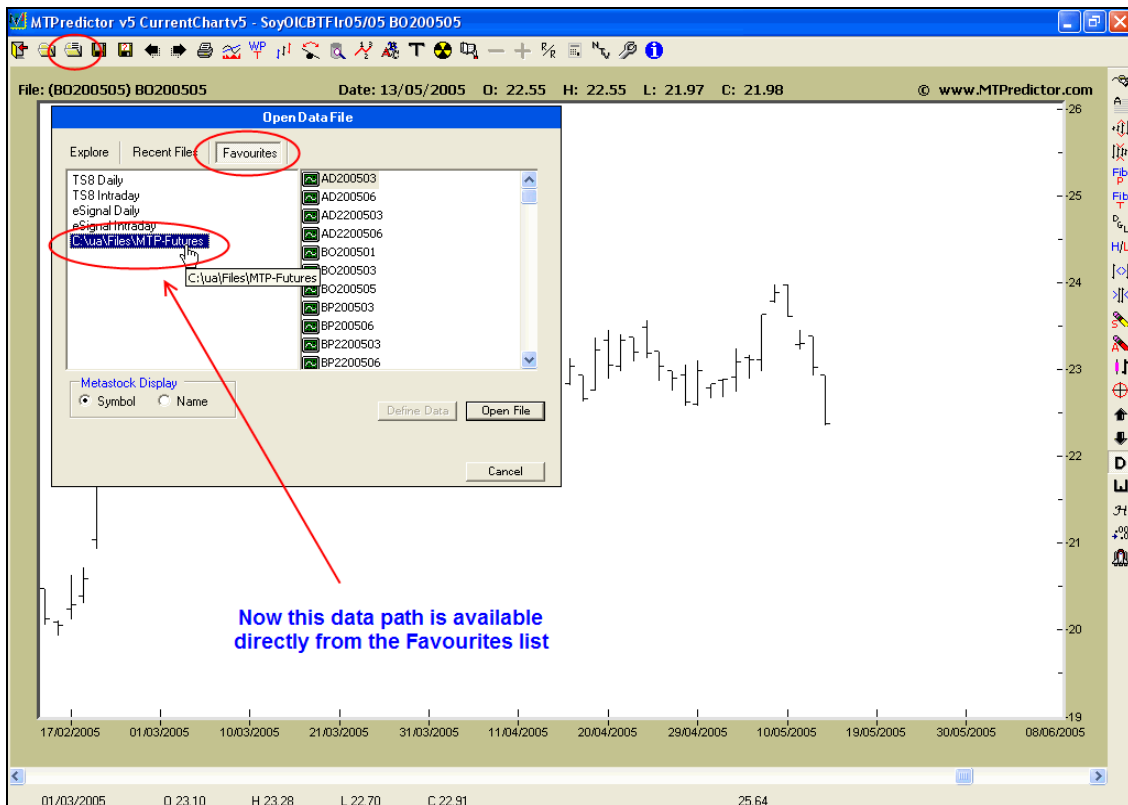 MTPredictor v5 CurrentChartv5 - SoyOICBTFlr05/05 BO200505
WP
T
R/R
File: (BO200505) BO200505 Date: 13/05/2005 O: 22.55 H: 22.55 L: 21.97 C: 21.98 © www.MTPredictor.com
Open Data File
Explore Recent Files Favourites
TS8 Daily
TS8 Intraday
eSignal Daily
eSignal Intraday
C:\ua\Files\MTP-Futures
C:\ua\Files\MTP-Futures
AD200503
AD200506
AD2200503
AD2200506
BO200501
BO200503
BO200505
BP200503
BP200506
BP2200503
BP2200506
Metastock Display
Symbol Name
Define Data Open File
Cancel
Now this data path is available
directly from the Favourites list
26
25
24
23
22
21
20
19
17/02/2005 01/03/2005 10/03/2005 21/03/2005 31/03/2005 11/04/2005 20/04/2005 29/04/2005 10/05/2005 19/05/2005 30/05/2005 08/06/2005
A
Fib
P
Fib
T
H/L
S
A
D
W
H
01/03/2005 O 23.10 H 23.28 L 22.70 C 22.91 25.64